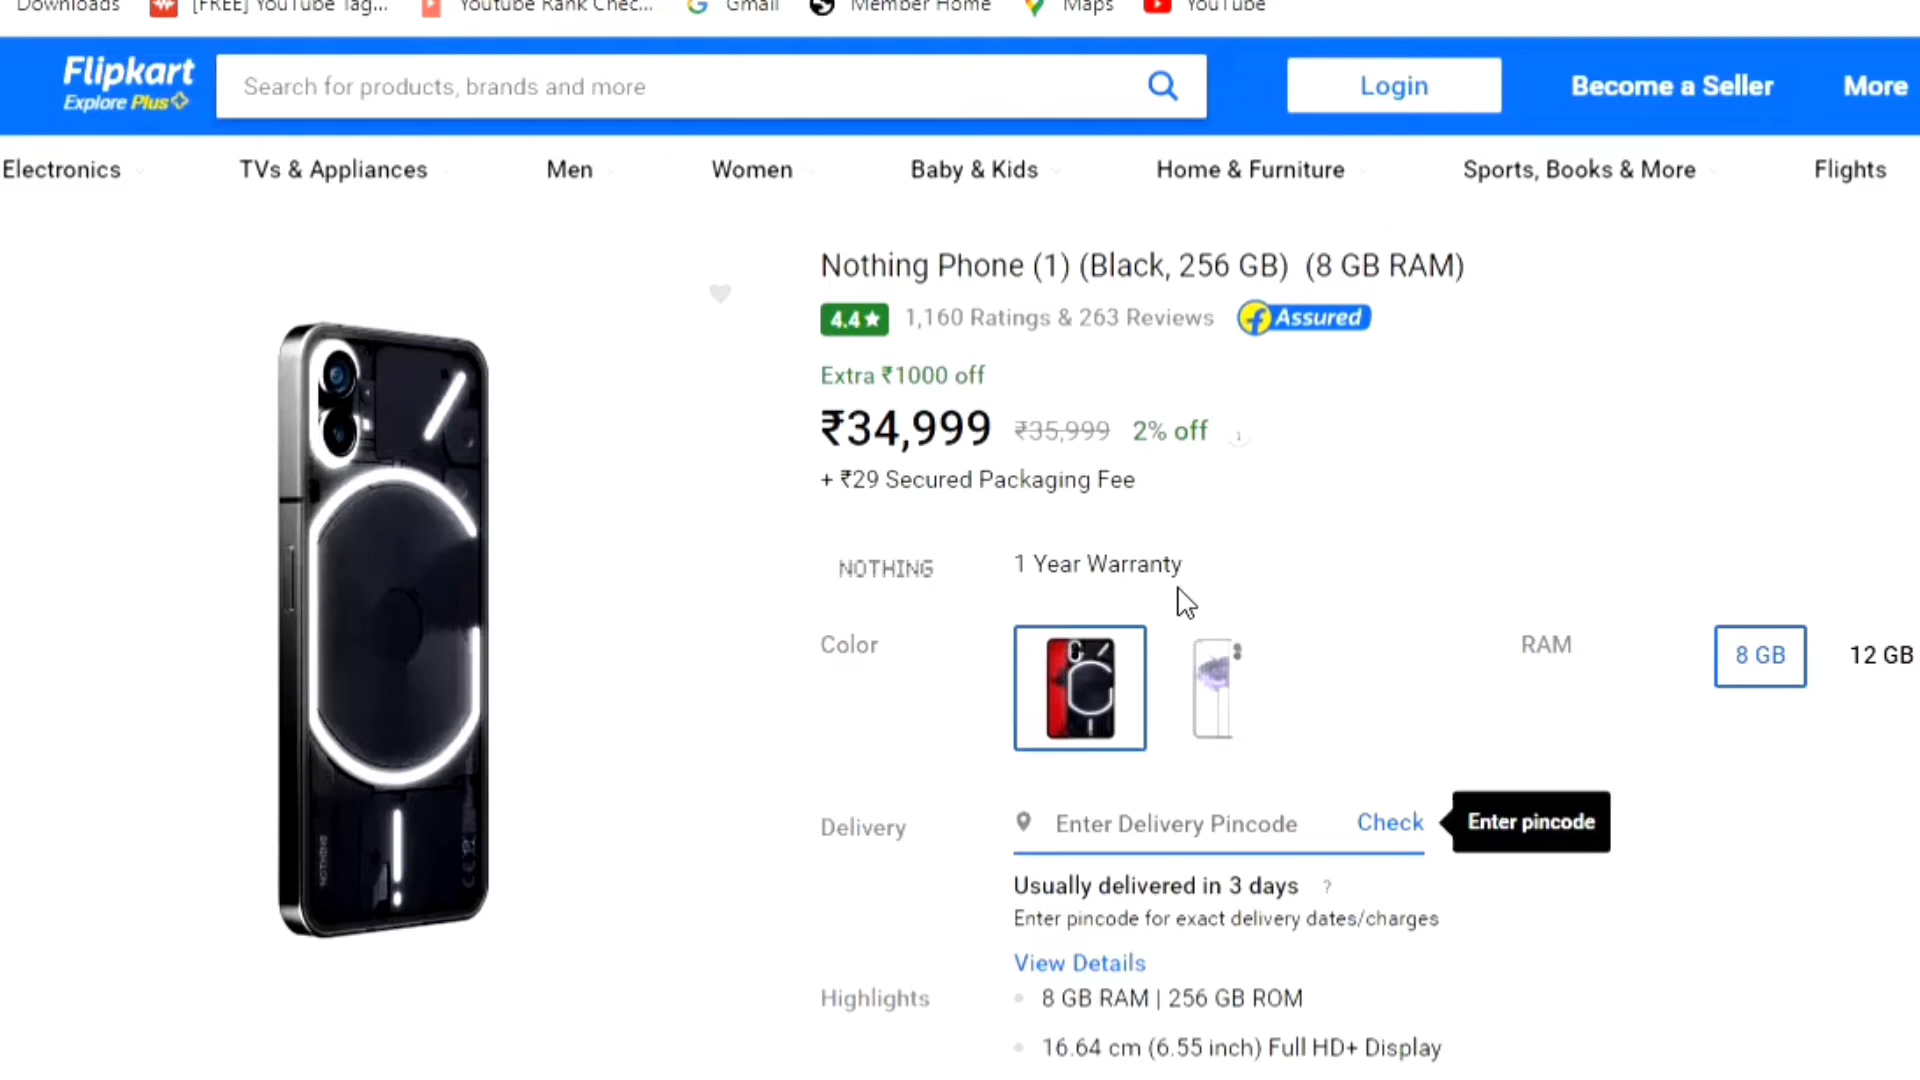 Downloads [FREE] YouTube Tag... Youtube Rank Chec... Gmail Member Home Maps YouTube
Flipkart
Explore Plus
Search for products, brands and more
Login
Become a Seller
More
Electronics TVs & Appliances Men Women Baby & Kids Home & Furniture Sports, Books & More Flights
Nothing Phone (1) (Black, 256 GB) (8 GB RAM)
4.4★ 1,160 Ratings & 263 Reviews Assured
Extra ₹1000 off
₹34,999 ₹35,999 2% off i
+ ₹29 Secured Packaging Fee
NOTHING 1 Year Warranty
Color
RAM 8 GB 12 GB
Delivery Enter Delivery Pincode Check Enter pincode
Usually delivered in 3 days ?
Enter pincode for exact delivery dates/charges
View Details
Highlights 8 GB RAM | 256 GB ROM
16.64 cm (6.55 inch) Full HD+ Display
NOTHING